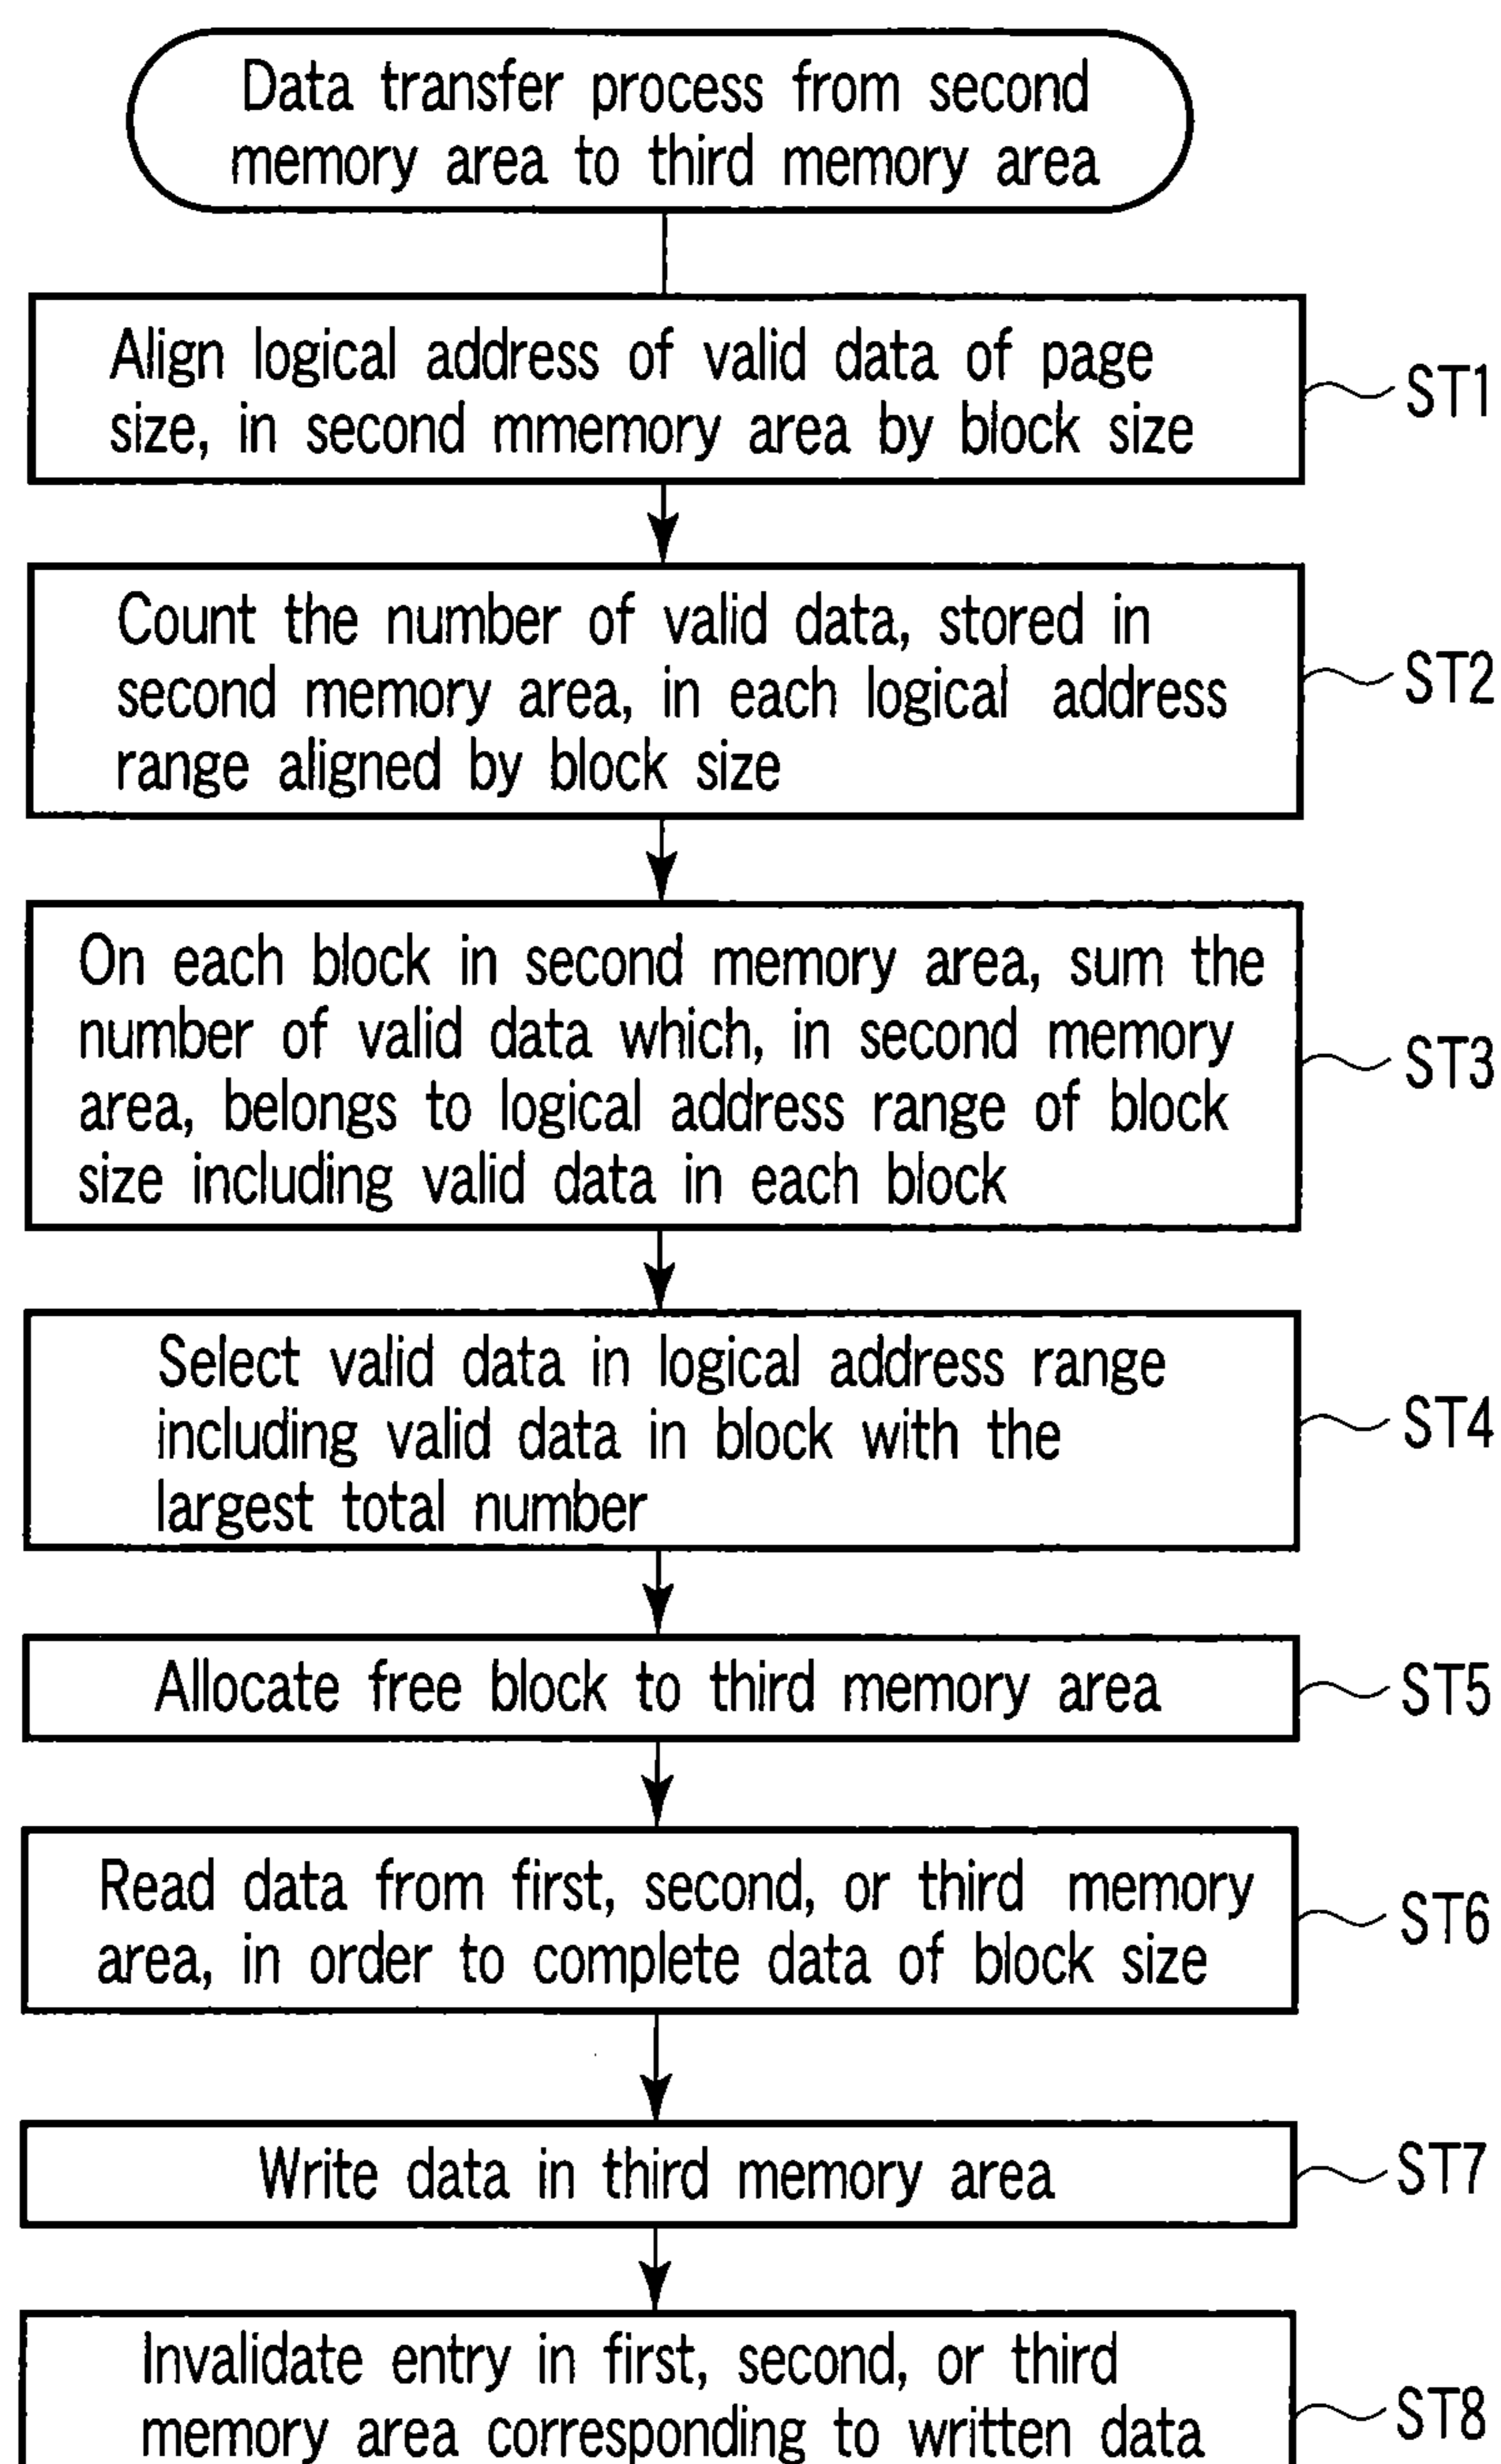 Data transfer process from second
memory area to third memory area
Align logical address of valid data of page
size, in second mmemory area by block size
ST1
Count the number of valid data, stored in
second memory area, in each logical address
range aligned by block size
ST2
On each block in second memory area, sum the
number of valid data which, in second memory
area, belongs to logical address range of block
size including valid data in each block
ST3
Select valid data in logical address range
including valid data in block with the
largest total number
ST4
Allocate free block to third memory area
ST5
Read data from first, second, or third memory
area, in order to complete data of block size
ST6
Write data in third memory area
ST7
Invalidate entry in first, second, or third
memory area corresponding to written data
ST8